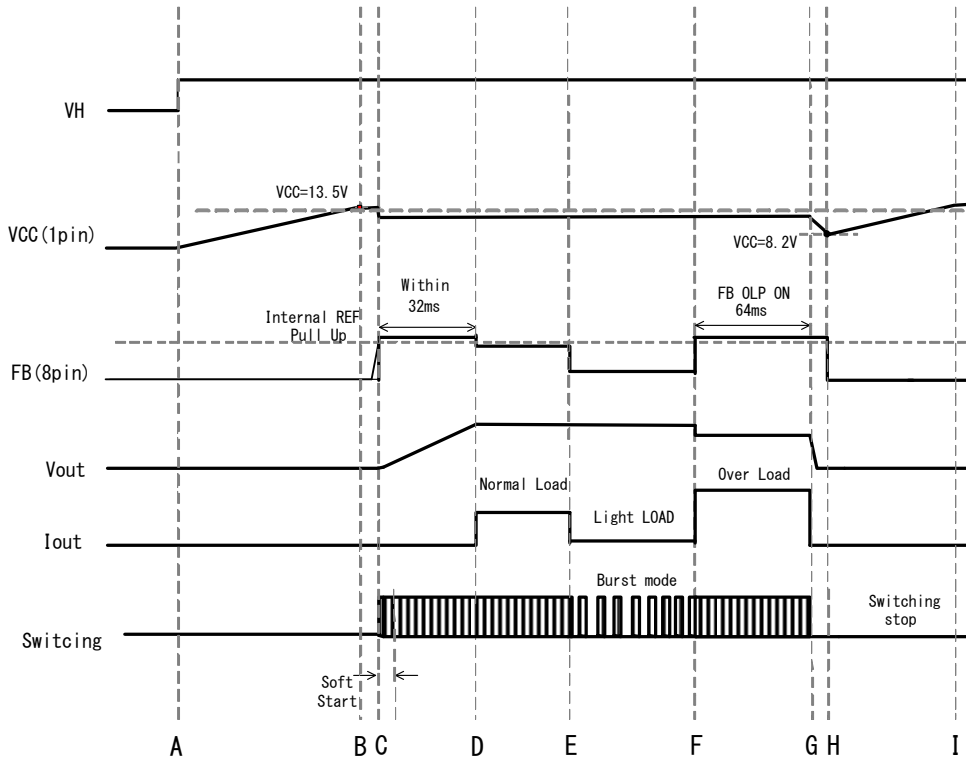 VH
VCC=13.5V
VCC(1pin)
VCC=8.2V
Within
32ms
FB OLP ON
64ms
Internal REF
Pull Up
FB(8pin)
Vout
Normal Load
Over Load
Light LOAD
Iout
Burst mode
Switching
stop
Switcing
Soft
Start
A B C D E F G H I